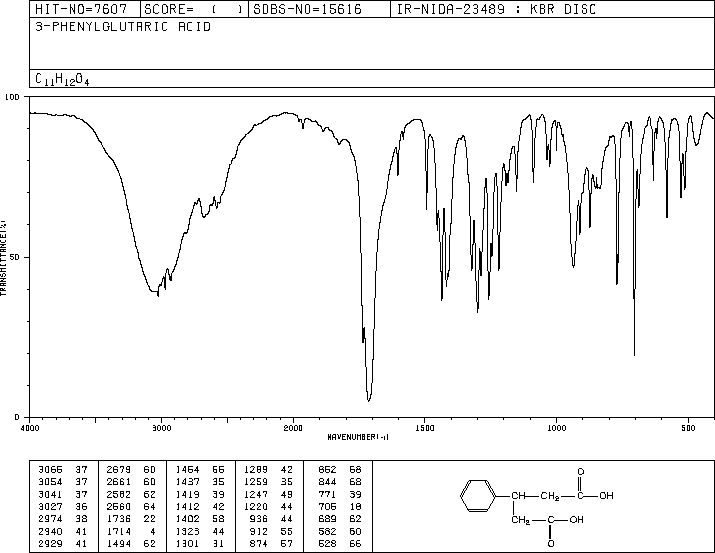 HIT-NO=7607 SCORE= ( ) SDBS-NO=15616 IR-NIDA-23489 : KBR DISC
3-PHENYLGLUTARIC ACID
C11H12O4
100
50
0
TRANSMITTANCE(%)
4000 3000 2000 1500 1000 500
WAVENUMBER(-1)
3065 37 2679 60 1454 55 1289 42 852 68
3054 37 2661 60 1437 35 1259 35 844 68
3041 37 2582 62 1419 39 1247 49 771 39
3027 36 2560 64 1412 42 1220 44 705 18
2974 38 1736 22 1402 58 936 44 689 62
2940 41 1714 4 1323 44 912 55 582 60
2929 41 1494 62 1301 31 874 57 528 66
O
CH CH2 C OH
CH2 C OH
O